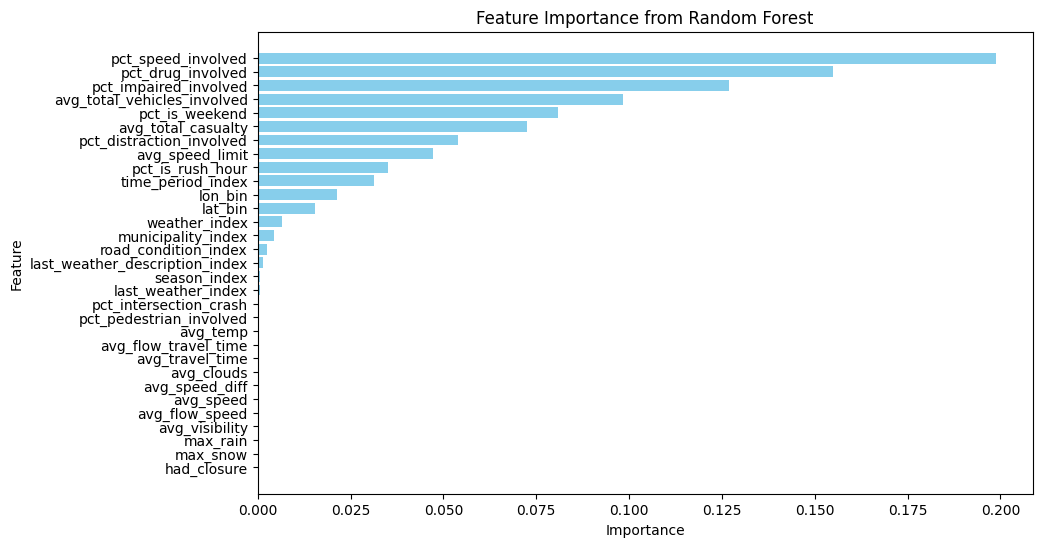 Feature Importance from Random Forest
Feature
pct_speed_involved
pct_drug_involved
pct_impaired_involved
avg_total_vehicles_involved
pct_is_weekend
avg_total_casualty
pct_distraction_involved
avg_speed_limit
pct_is_rush_hour
time_period_index
lon_bin
lat_bin
weather_index
municipality_index
road_condition_index
last_weather_description_index
season_index
last_weather_index
pct_intersection_crash
pct_pedestrian_involved
avg_temp
avg_flow_travel_time
avg_travel_time
avg_clouds
avg_speed_diff
avg_speed
avg_flow_speed
avg_visibility
max_rain
max_snow
had_closure
0.000 0.025 0.050 0.075 0.100 0.125 0.150 0.175 0.200
Importance